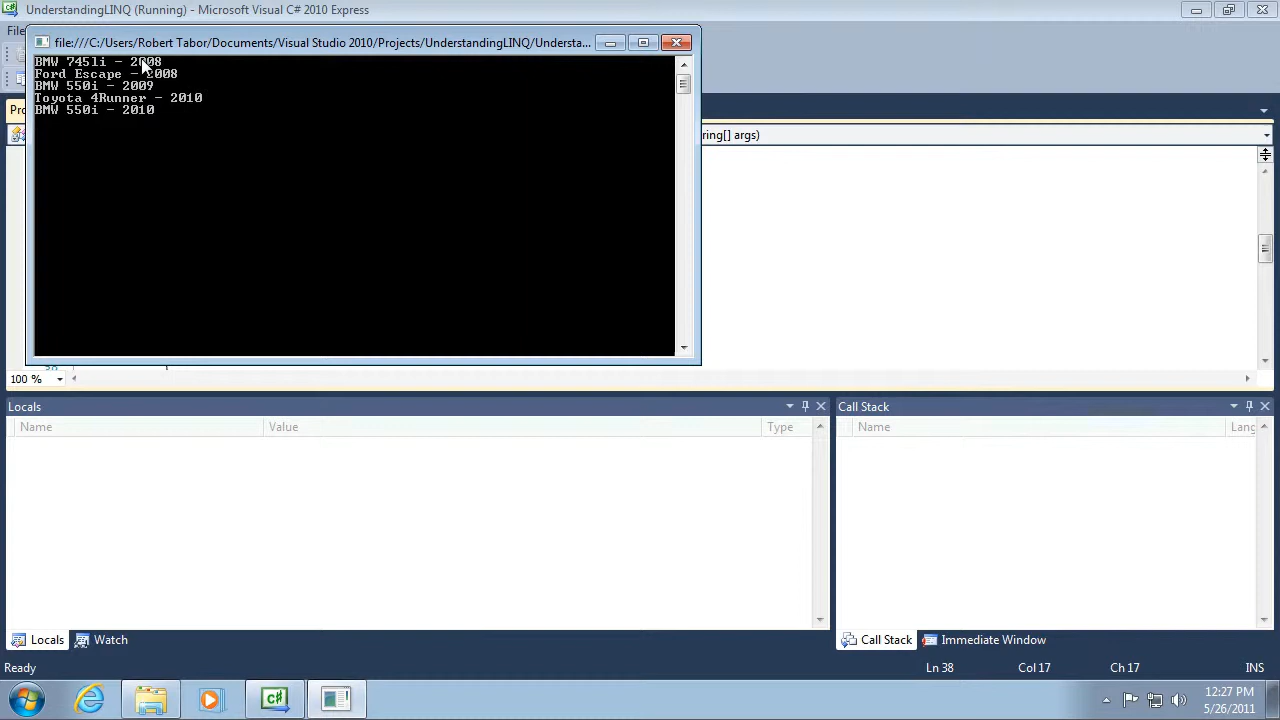 UnderstandingLINQ (Running) - Microsoft Visual C# 2010 Express
File
file:///C:/Users/Robert Tabor/Documents/Visual Studio 2010/Projects/UnderstandingLINQ/Understa...
BMW 745li - 2008
Ford Escape - 2008
BMW 550i - 2009
Toyota 4Runner - 2010
BMW 550i - 2010
Pro
ring[] args)
100 %
Locals
Call Stack
Name
Value
Type
Name
Lang
Locals
Watch
Call Stack
Immediate Window
Ready
Ln 38
Col 17
Ch 17
INS
12:27 PM
5/26/2011